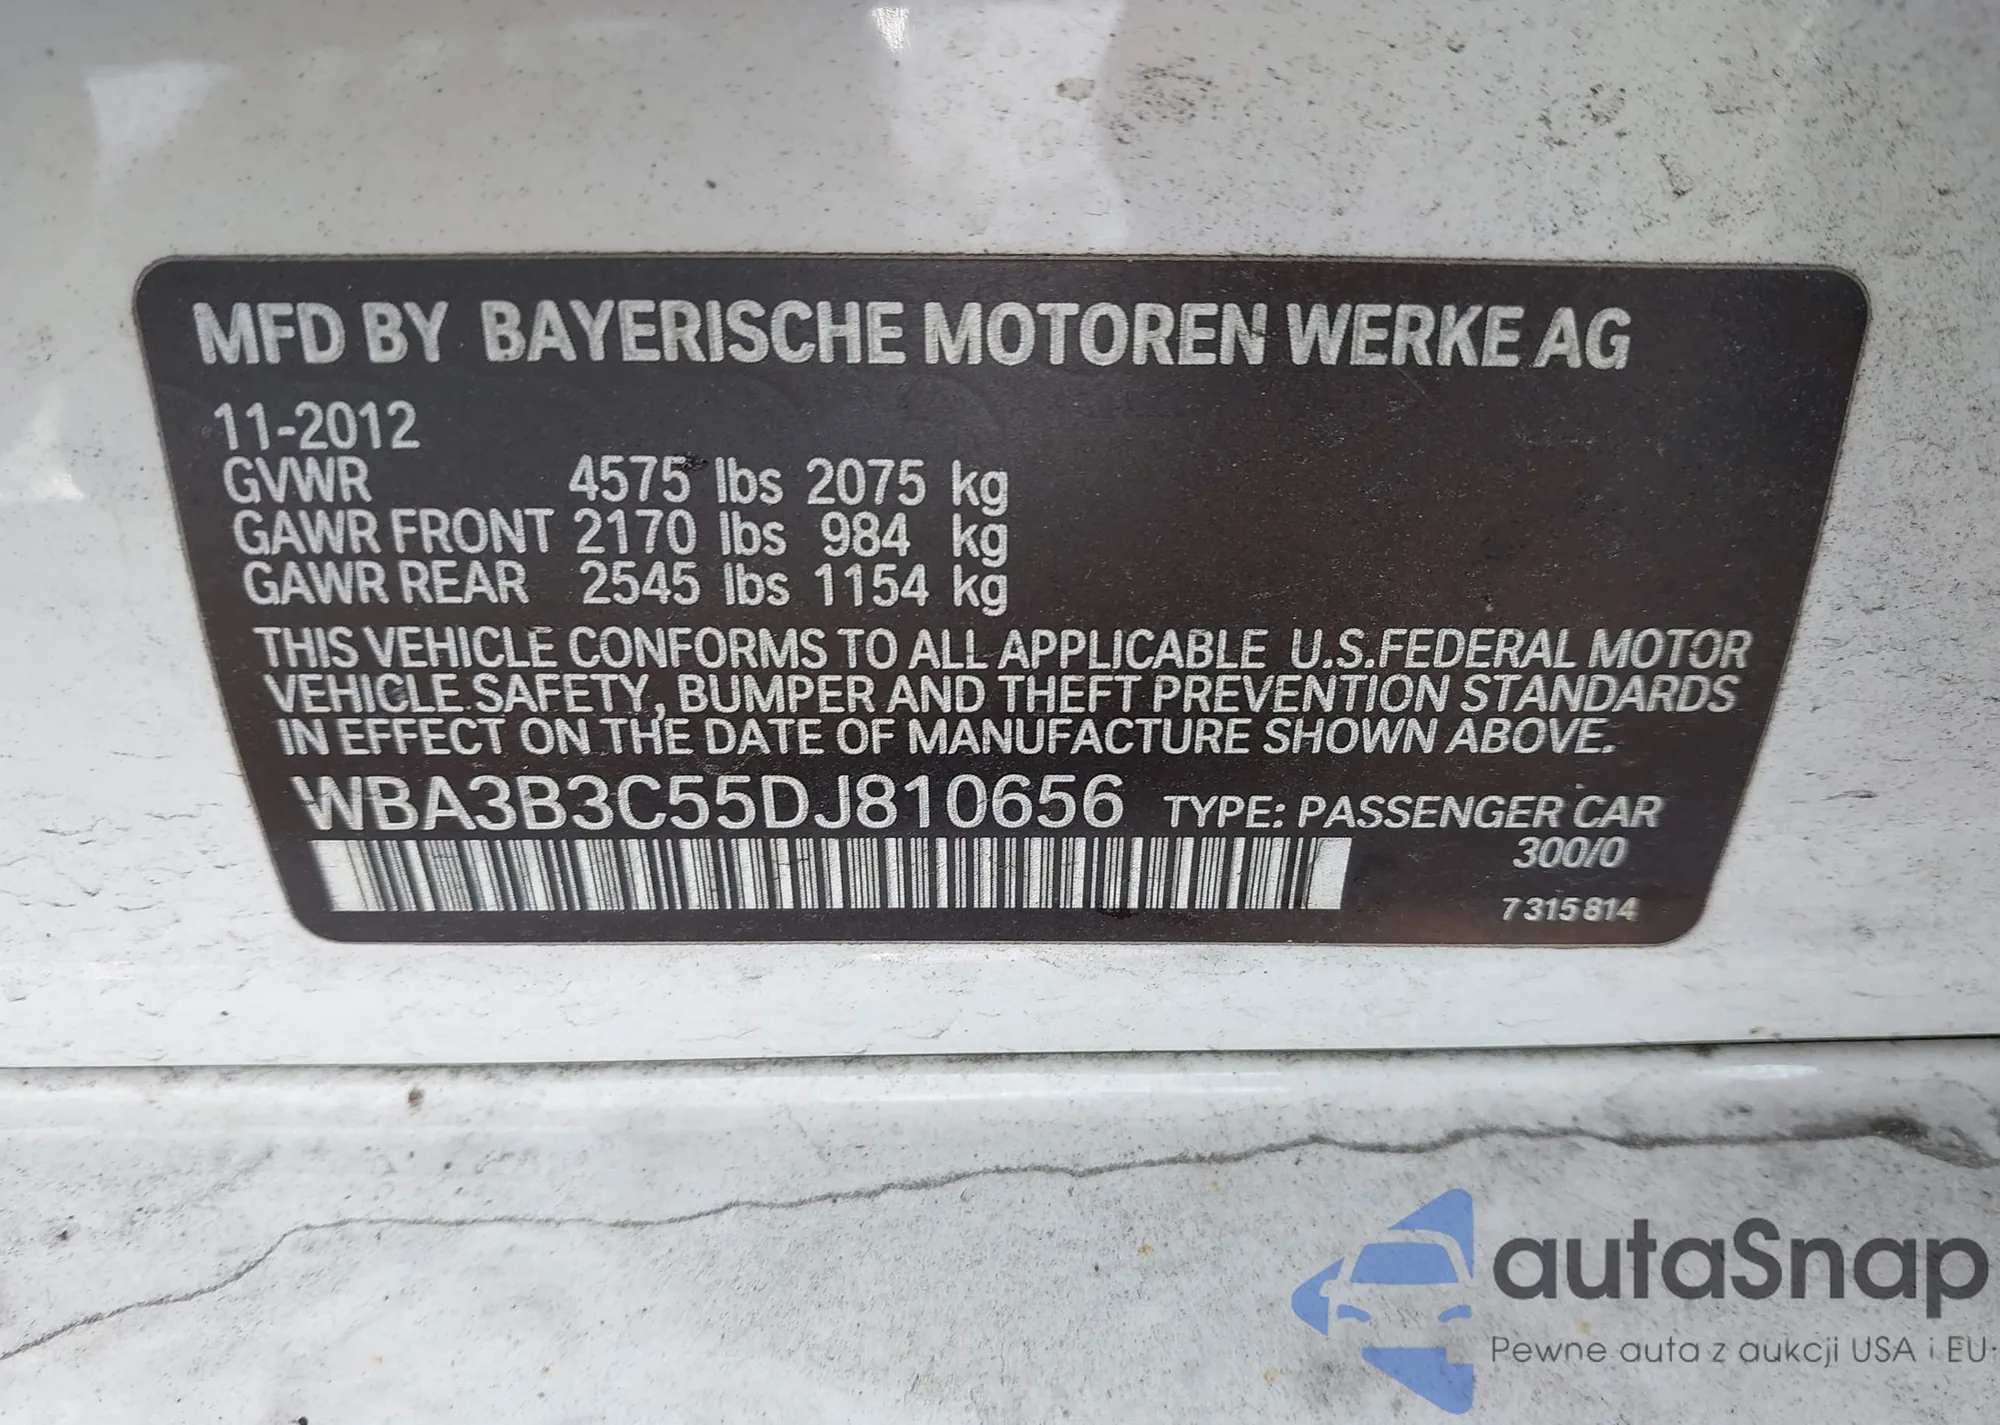 MFD BY BAYERISCHE MOTOREN WERKE AG
11-2012
GVWR 4575 lbs 2075 kg
GAWR FRONT 2170 lbs 984 kg
GAWR REAR 2545 lbs 1154 kg
THIS VEHICLE CONFORMS TO ALL APPLICABLE U.S.FEDERAL MOTOR
VEHICLE SAFETY, BUMPER AND THEFT PREVENTION STANDARDS
IN EFFECT ON THE DATE OF MANUFACTURE SHOWN ABOVE.
WBA3B3C55DJ810656 TYPE: PASSENGER CAR
300/0
7315814
autaSnap
Pewne auta z aukcji USA i EU